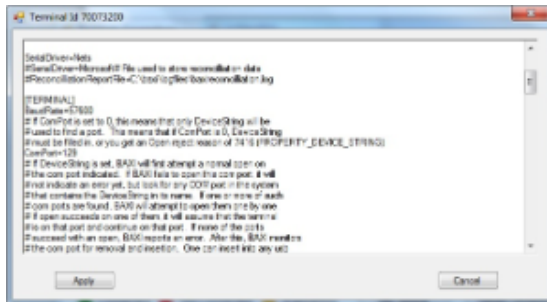 Terminal Id 70073200
SerialDriver=Nets
#SerialDriver=Microsoft# File used to store reconciliation data
#ReconciliationReportFile=C:\baxi\logfiles\baxireconciliation.log
[TERMINAL]
BaudRate=57600
# If ComPort is set to 0, this means that only DeviceString will be
# used to find a port. This means that if ComPort is 0, DeviceString
# must be filled in, or you get an Open reject reason of 7416 (PROPERTY_DEVICE_STRING)
ComPort=129
# If DeviceString is set, BAXI will first attempt a normal open on
# the com port indicated. If BAXI fails to open this com port, it will
# not indicate an error yet, but look for any COM port in the system
# that contains the DeviceString in its name. If one or more of such
# com ports are found, BAXI will attempt to open them one by one
# If open succeeds on one of them, it will assume that the terminal
# is on that port and continue on that port. If none of the ports
# succeed with an open, BAXI reports an error. After this, BAXI monitors
# the com port for removal and insertion. One can insert into any usb
Apply
Cancel